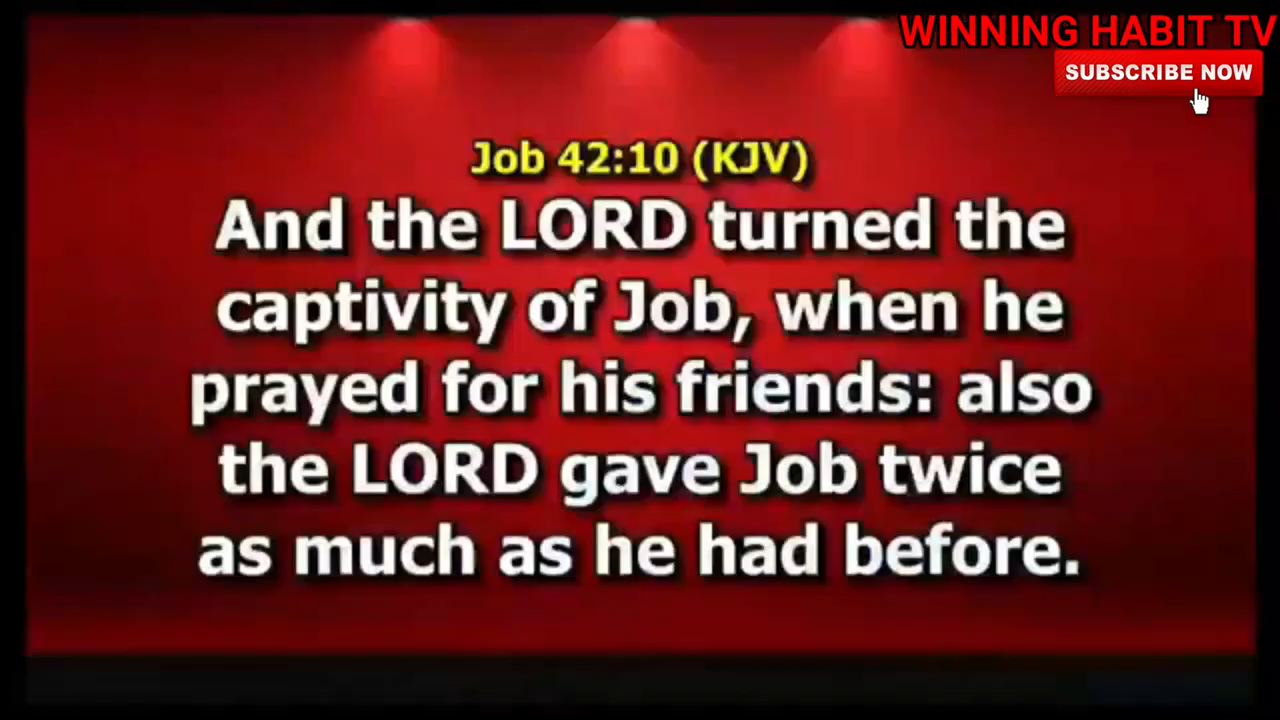 WINNING HABIT TV
SUBSCRIBE NOW
Job 42:10 (KJV)
And the LORD turned the
captivity of Job, when he
prayed for his friends: also
the LORD gave Job twice
as much as he had before.